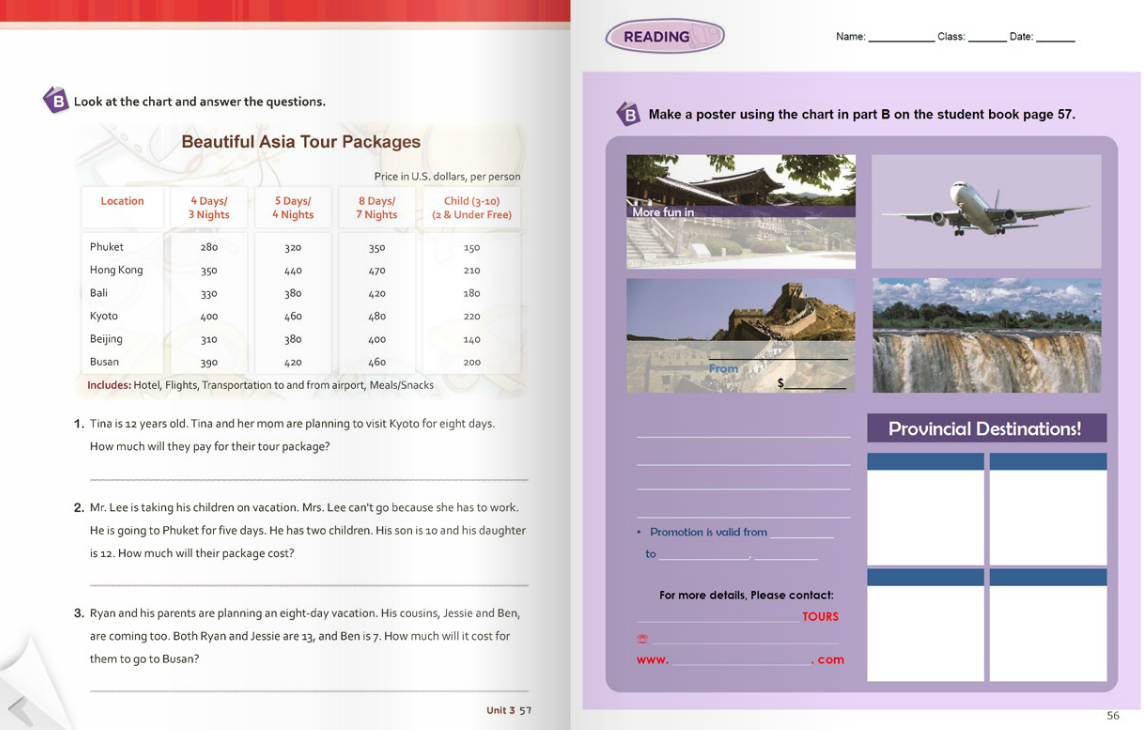 B Look at the chart and answer the questions.
Beautiful Asia Tour Packages
Price in U.S. dollars, per person
Location 4 Days/ 3 Nights 5 Days/ 4 Nights 8 Days/ 7 Nights Child (3-10) (2 & Under Free)
Phuket 280 320 350 150
Hong Kong 350 440 470 210
Bali 330 380 420 180
Kyoto 400 460 480 220
Beijing 310 380 400 140
Busan 390 420 460 200
Includes: Hotel, Flights, Transportation to and from airport, Meals/Snacks
1. Tina is 12 years old. Tina and her mom are planning to visit Kyoto for eight days.
How much will they pay for their tour package?
2. Mr. Lee is taking his children on vacation. Mrs. Lee can't go because she has to work.
He is going to Phuket for five days. He has two children. His son is 10 and his daughter
is 12. How much will their package cost?
3. Ryan and his parents are planning an eight-day vacation. His cousins, Jessie and Ben,
are coming too. Both Ryan and Jessie are 13, and Ben is 7. How much will it cost for
them to go to Busan?
Unit 3 57
READING
Name: ___________ Class: ______ Date: ______
B Make a poster using the chart in part B on the student book page 57.
More fun in
From
$__________
Provincial Destinations!
• Promotion is valid from __________
to ______________, __________
For more details, Please contact:
__________________________ TOURS
☏ ______________________________
www. ______________________ . com
56